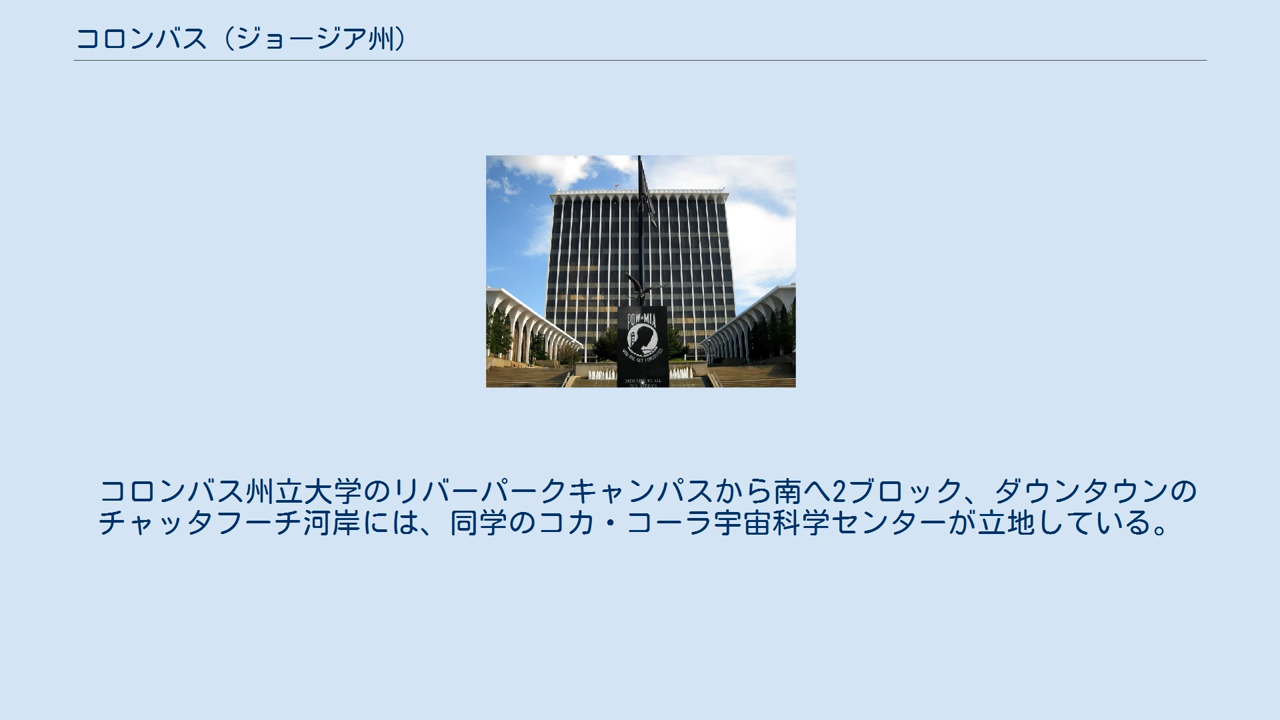 コロンバス（ジョージア州）
POW★MIA
コロンバス州立大学のリバーパークキャンパスから南へ2ブロック、ダウンタウンの
チャッタフーチ河岸には、同学のコカ・コーラ宇宙科学センターが立地している。